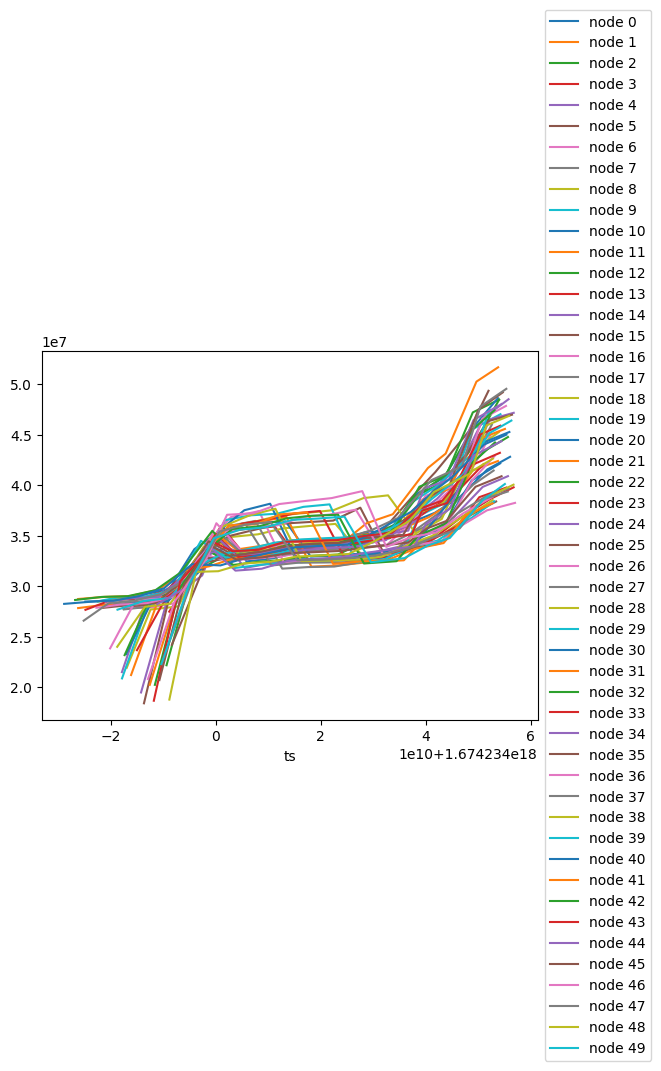 1e7
5.0
4.5
4.0
3.5
3.0
2.5
2.0
−2
0
2
4
6
ts
1e10+1.674234e18
node 0
node 1
node 2
node 3
node 4
node 5
node 6
node 7
node 8
node 9
node 10
node 11
node 12
node 13
node 14
node 15
node 16
node 17
node 18
node 19
node 20
node 21
node 22
node 23
node 24
node 25
node 26
node 27
node 28
node 29
node 30
node 31
node 32
node 33
node 34
node 35
node 36
node 37
node 38
node 39
node 40
node 41
node 42
node 43
node 44
node 45
node 46
node 47
node 48
node 49